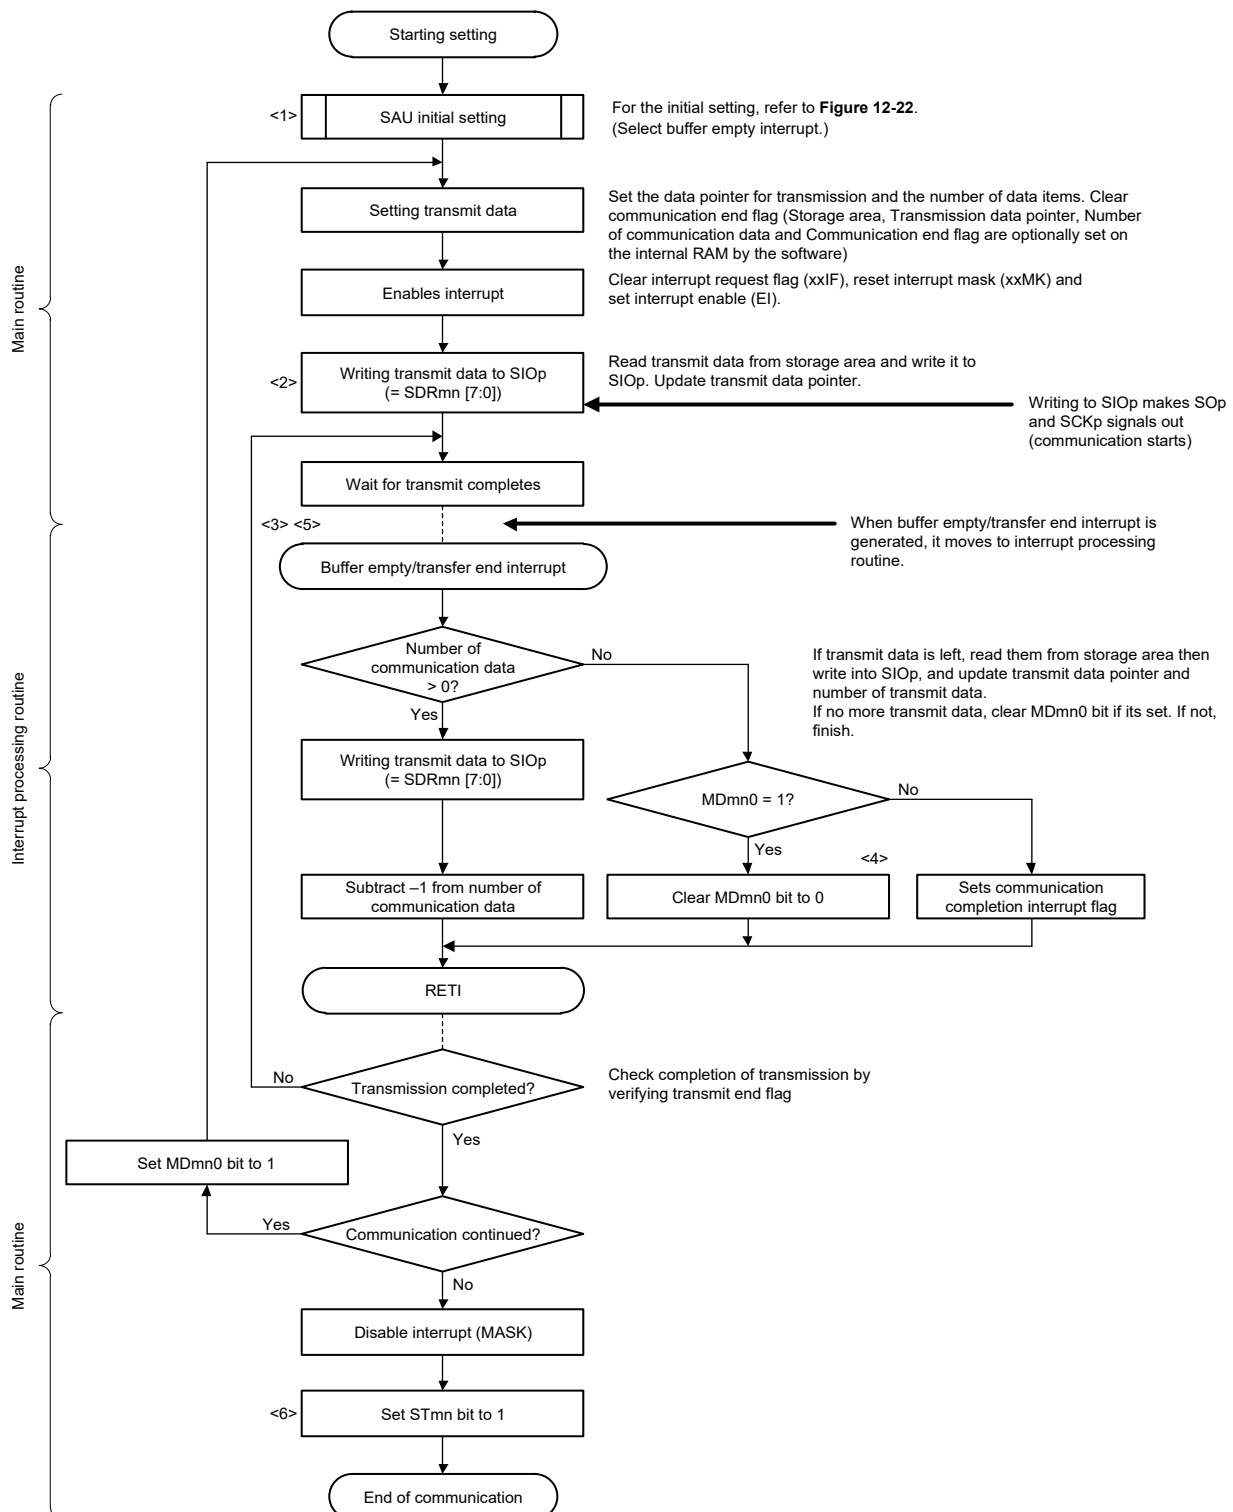 Starting setting
<1>
SAU initial setting
For the initial setting, refer to Figure 12-22.
(Select buffer empty interrupt.)
Setting transmit data
Set the data pointer for transmission and the number of data items. Clear
communication end flag (Storage area, Transmission data pointer, Number
of communication data and Communication end flag are optionally set on
the internal RAM by the software)
Enables interrupt
Clear interrupt request flag (xxIF), reset interrupt mask (xxMK) and
set interrupt enable (EI).
Main routine
<2>
Writing transmit data to SIOp
(= SDRmn [7:0])
Read transmit data from storage area and write it to
SIOp. Update transmit data pointer.
Writing to SIOp makes SOp
and SCKp signals out
(communication starts)
Wait for transmit completes
<3> <5>
When buffer empty/transfer end interrupt is
generated, it moves to interrupt processing
routine.
Buffer empty/transfer end interrupt
Number of
communication data
> 0?
No
Yes
If transmit data is left, read them from storage area then
write into SIOp, and update transmit data pointer and
number of transmit data.
If no more transmit data, clear MDmn0 bit if its set. If not,
finish.
Interrupt processing routine
Writing transmit data to SIOp
(= SDRmn [7:0])
MDmn0 = 1?
No
Yes
<4>
Subtract –1 from number of
communication data
Clear MDmn0 bit to 0
Sets communication
completion interrupt flag
RETI
No
Transmission completed?
Check completion of transmission by
verifying transmit end flag
Yes
Set MDmn0 bit to 1
Yes
Communication continued?
No
Main routine
Disable interrupt (MASK)
<6>
Set STmn bit to 1
End of communication